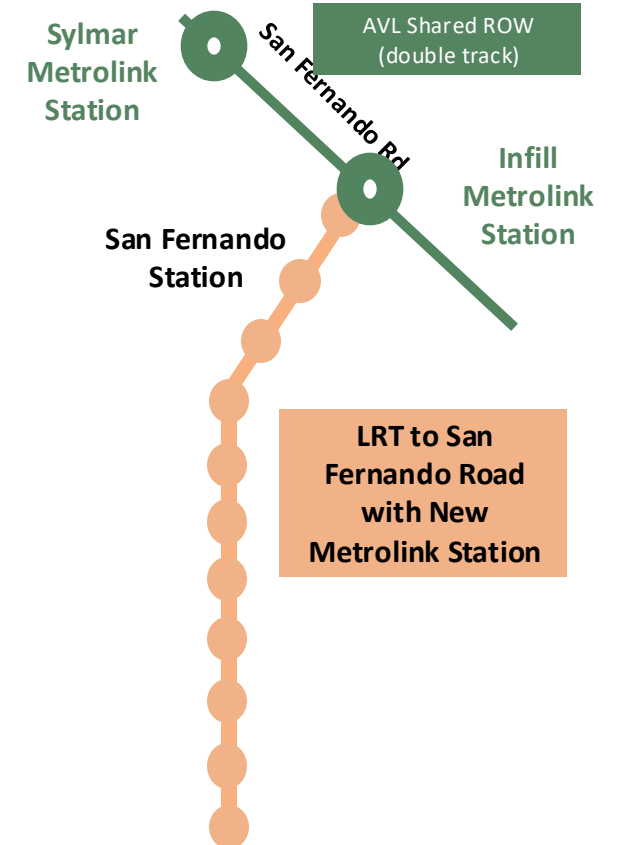 Sylmar
Metrolink
Station
San Fernando Rd
AVL Shared ROW
(double track)
Infill
Metrolink
Station
San Fernando
Station
LRT to San
Fernando Road
with New
Metrolink Station